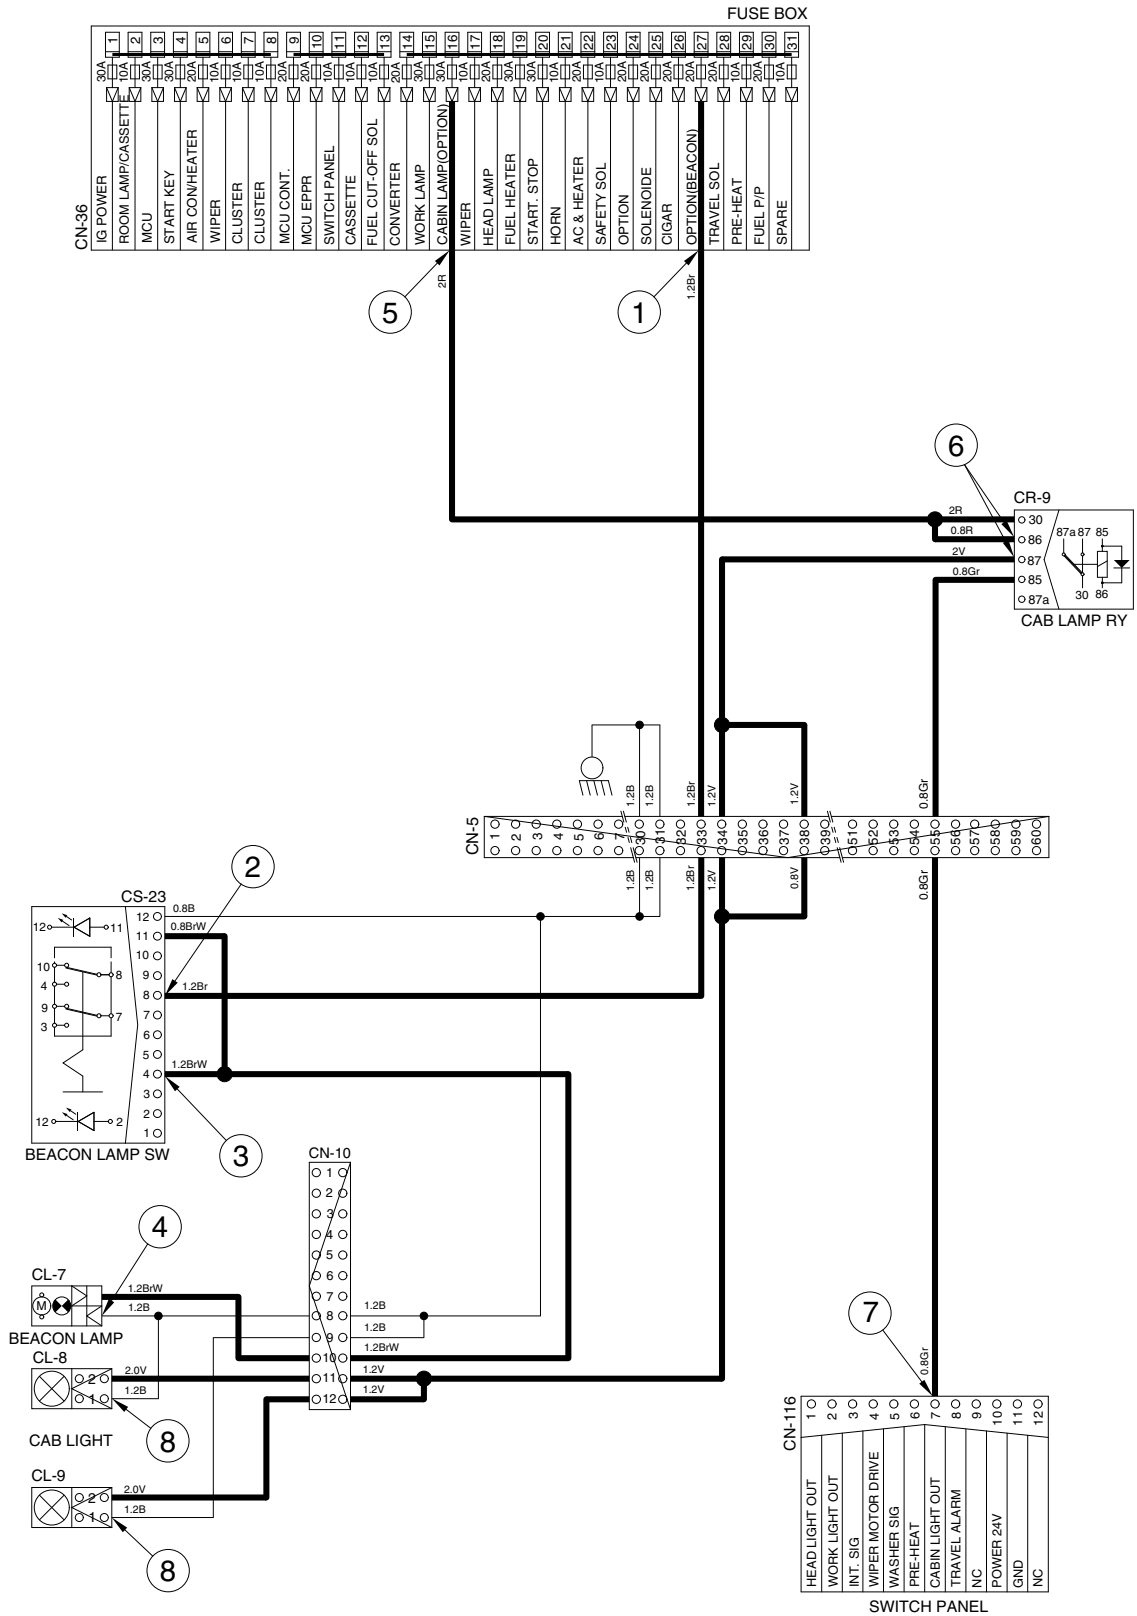 FUSE BOX
1 2 3 4 5 6 7 8 9 10 11 12 13 14 15 16 17 18 19 20 21 22 23 24 25 26 27 28 29 30 31
30A 10A 30A 30A 20A 10A 10A 10A 20A 10A 10A 10A 10A 20A 20A 20A 10A 20A 30A 30A 10A 20A 10A 20A 20A 20A 10A 20A 10A 20A 10A
CN-36
IG POWER
ROOM LAMP/CASSETTE
MCU
START KEY
AIR CON/HEATER
WIPER
CLUSTER
CLUSTER
MCU CONT.
MCU EPPR
SWITCH PANEL
CASSETTE
FUEL CUT-OFF SOL
CONVERTER
WORK LAMP
CABIN LAMP(OPTION)
WIPER
HEAD LAMP
FUEL HEATER
START. STOP
HORN
AC & HEATER
SAFETY SOL
OPTION
SOLENOIDE
CIGAR
OPTION(BEACON)
TRAVEL SOL
PRE-HEAT
FUEL P/P
SPARE
2R
1.2Br
5
1
6
CR-9
2R
0.8R
2V
0.8Gr
30
86
87
85
87a
87a 87 85
30 86
CAB LAMP RY
1.2B 1.2B 1.2Br 1.2V 1.2V 0.8Gr
CN-5
1 2 3 4 5 6 7 30 31 32 33 34 35 36 37 38 39 51 52 53 54 55 56 57 58 59 60
1.2B 1.2B 1.2Br 1.2V 0.8V 0.8Gr
2
CS-23
12
11
10
9
8
7
6
5
4
3
2
1
0.8B
0.8BrW
1.2Br
1.2BrW
12 11
10 8
4
9 7
3
12 2
BEACON LAMP SW
3
CN-10
1
2
3
4
5
6
7
8
9
10
11
12
1.2B
1.2B
1.2BrW
1.2V
1.2V
4
CL-7
M
1.2BrW
1.2B
BEACON LAMP
CL-8
2
1
2.0V
1.2B
CAB LIGHT
8
CL-9
2
1
2.0V
1.2B
8
7
0.8Gr
CN-116
1 2 3 4 5 6 7 8 9 10 11 12
HEAD LIGHT OUT
WORK LIGHT OUT
INT. SIG
WIPER MOTOR DRIVE
WASHER SIG
PRE-HEAT
CABIN LIGHT OUT
TRAVEL ALARM
NC
POWER 24V
GND
NC
SWITCH PANEL